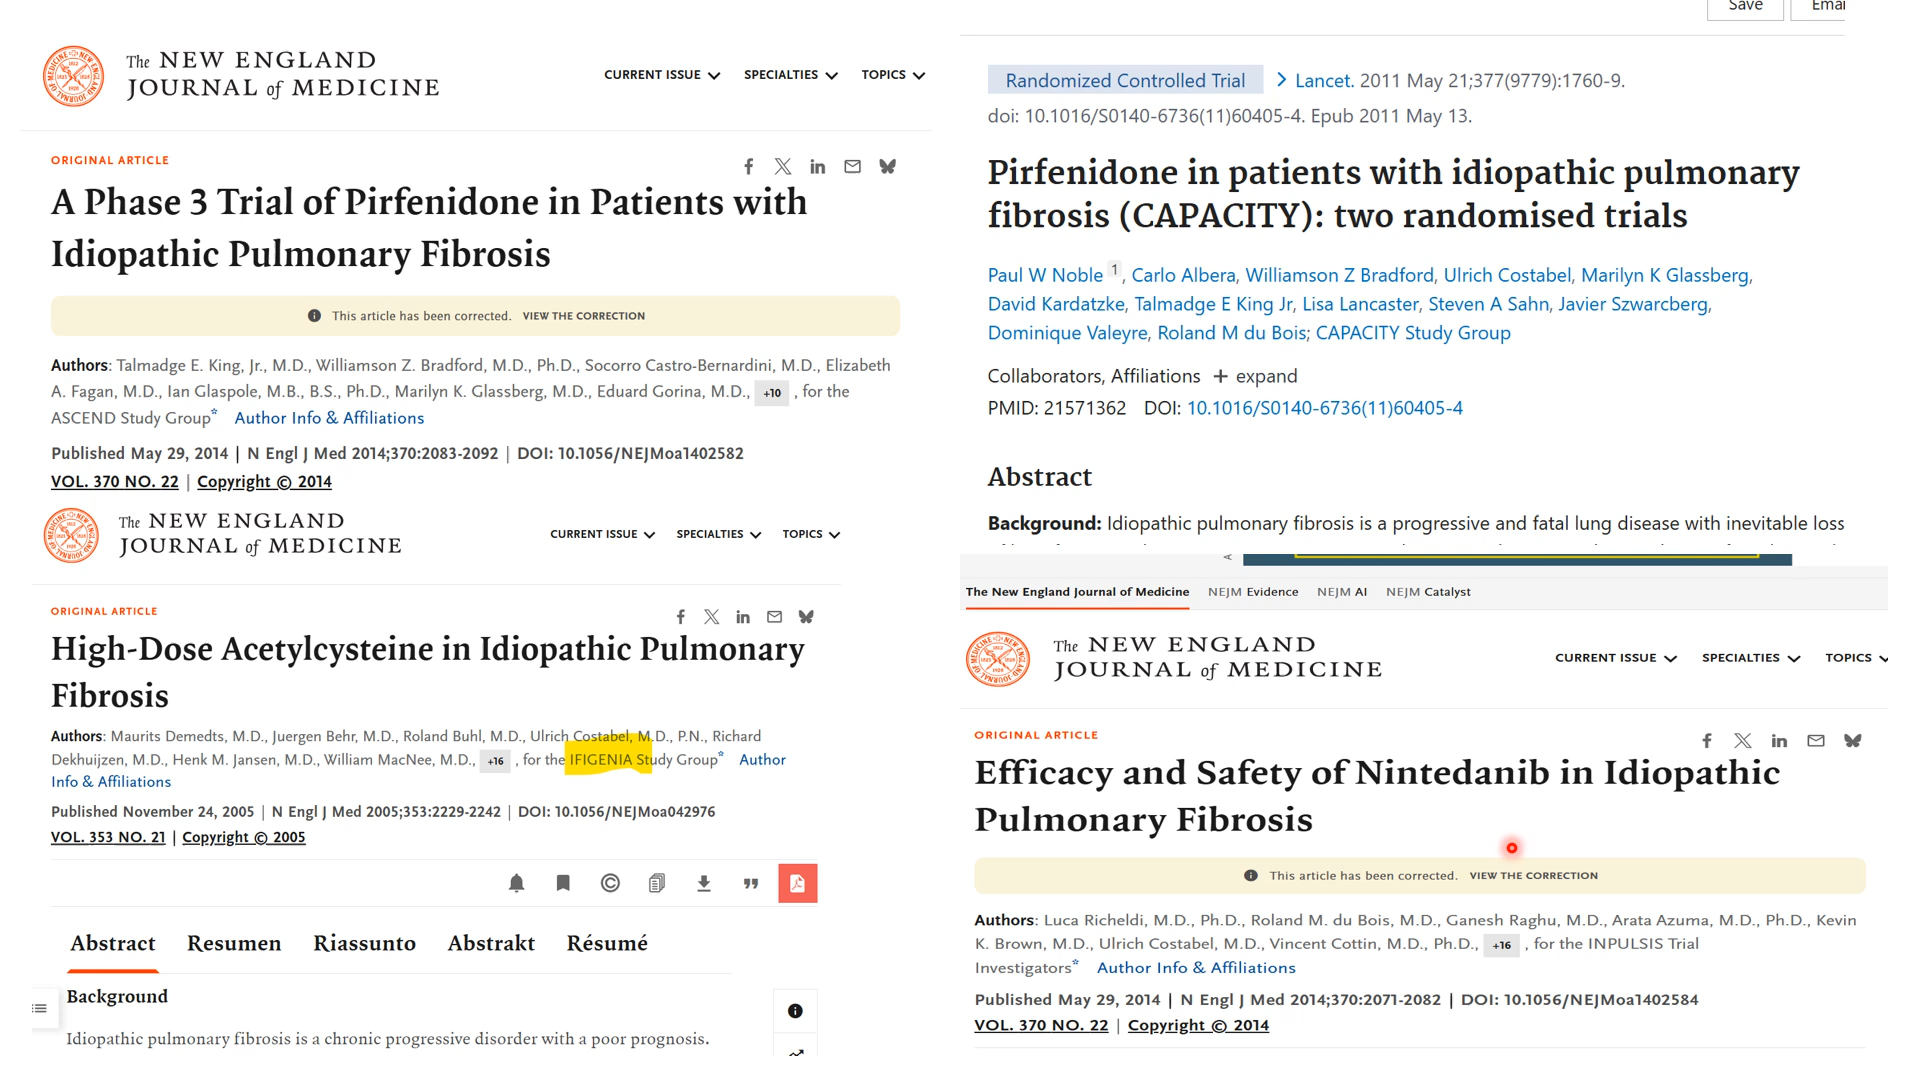 The NEW ENGLAND
JOURNAL of MEDICINE
CURRENT ISSUE
SPECIALTIES
TOPICS
ORIGINAL ARTICLE
A Phase 3 Trial of Pirfenidone in Patients with
Idiopathic Pulmonary Fibrosis
This article has been corrected. VIEW THE CORRECTION
Authors: Talmadge E. King, Jr., M.D., Williamson Z. Bradford, M.D., Ph.D., Socorro Castro-Bernardini, M.D., Elizabeth
A. Fagan, M.D., Ian Glaspole, M.B., B.S., Ph.D., Marilyn K. Glassberg, M.D., Eduard Gorina, M.D., +10 , for the
ASCEND Study Group* Author Info & Affiliations
Published May 29, 2014 | N Engl J Med 2014;370:2083-2092 | DOI: 10.1056/NEJMoa1402582
VOL. 370 NO. 22 | Copyright © 2014
The NEW ENGLAND
JOURNAL of MEDICINE
CURRENT ISSUE
SPECIALTIES
TOPICS
ORIGINAL ARTICLE
High-Dose Acetylcysteine in Idiopathic Pulmonary
Fibrosis
Authors: Maurits Demedts, M.D., Juergen Behr, M.D., Roland Buhl, M.D., Ulrich Costabel, M.D., P.N., Richard
Dekhuijzen, M.D., Henk M. Jansen, M.D., William MacNee, M.D., +16 , for the IFIGENIA Study Group* Author
Info & Affiliations
Published November 24, 2005 | N Engl J Med 2005;353:2229-2242 | DOI: 10.1056/NEJMoa042976
VOL. 353 NO. 21 | Copyright © 2005
Abstract Resumen Riassunto Abstrakt Résumé
Background
Idiopathic pulmonary fibrosis is a chronic progressive disorder with a poor prognosis.
Save
Emai
Randomized Controlled Trial > Lancet. 2011 May 21;377(9779):1760-9.
doi: 10.1016/S0140-6736(11)60405-4. Epub 2011 May 13.
Pirfenidone in patients with idiopathic pulmonary
fibrosis (CAPACITY): two randomised trials
Paul W Noble 1, Carlo Albera, Williamson Z Bradford, Ulrich Costabel, Marilyn K Glassberg,
David Kardatzke, Talmadge E King Jr, Lisa Lancaster, Steven A Sahn, Javier Szwarcberg,
Dominique Valeyre, Roland M du Bois; CAPACITY Study Group
Collaborators, Affiliations + expand
PMID: 21571362 DOI: 10.1016/S0140-6736(11)60405-4
Abstract
Background: Idiopathic pulmonary fibrosis is a progressive and fatal lung disease with inevitable loss
The New England Journal of Medicine NEJM Evidence NEJM AI NEJM Catalyst
The NEW ENGLAND
JOURNAL of MEDICINE
CURRENT ISSUE
SPECIALTIES
TOPICS
ORIGINAL ARTICLE
Efficacy and Safety of Nintedanib in Idiopathic
Pulmonary Fibrosis
This article has been corrected. VIEW THE CORRECTION
Authors: Luca Richeldi, M.D., Ph.D., Roland M. du Bois, M.D., Ganesh Raghu, M.D., Arata Azuma, M.D., Ph.D., Kevin
K. Brown, M.D., Ulrich Costabel, M.D., Vincent Cottin, M.D., Ph.D., +16 , for the INPULSIS Trial
Investigators* Author Info & Affiliations
Published May 29, 2014 | N Engl J Med 2014;370:2071-2082 | DOI: 10.1056/NEJMoa1402584
VOL. 370 NO. 22 | Copyright © 2014